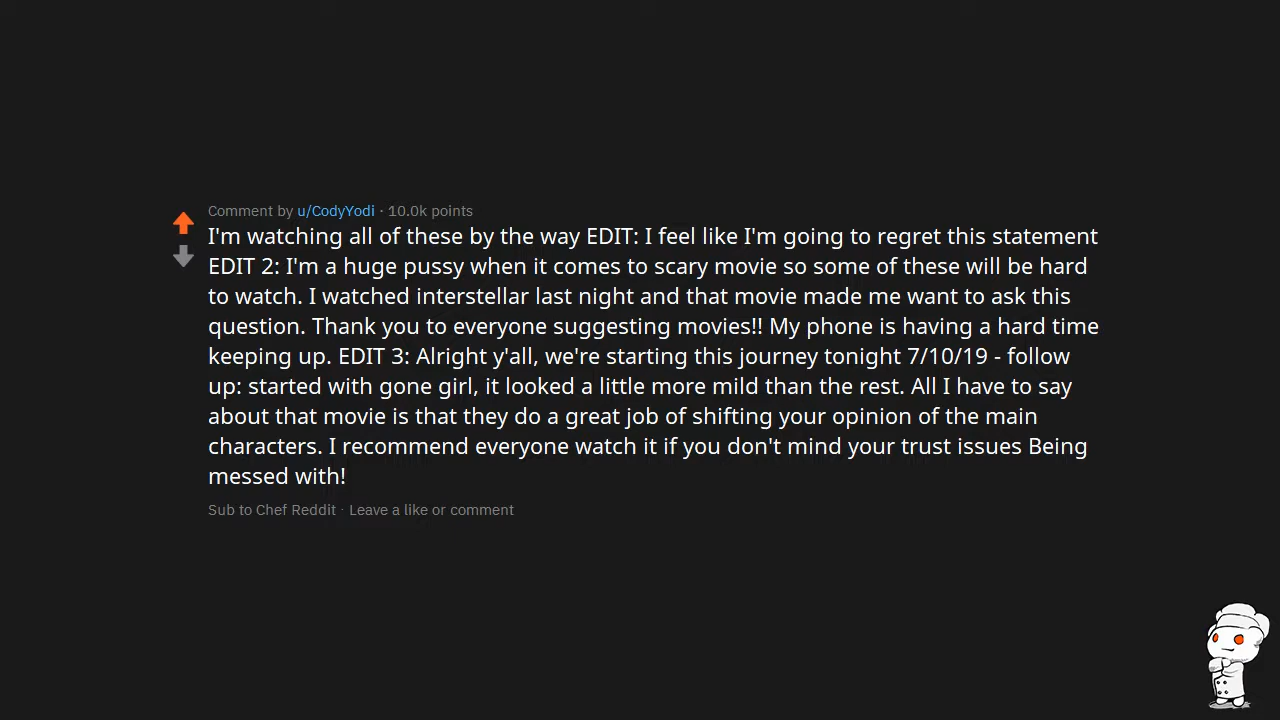 Comment by u/CodyYodi · 10.0k points
I'm watching all of these by the way EDIT: I feel like I'm going to regret this statement
EDIT 2: I'm a huge pussy when it comes to scary movie so some of these will be hard
to watch. I watched interstellar last night and that movie made me want to ask this
question. Thank you to everyone suggesting movies!! My phone is having a hard time
keeping up. EDIT 3: Alright y'all, we're starting this journey tonight 7/10/19 - follow
up: started with gone girl, it looked a little more mild than the rest. All I have to say
about that movie is that they do a great job of shifting your opinion of the main
characters. I recommend everyone watch it if you don't mind your trust issues Being
messed with!
Sub to Chef Reddit · Leave a like or comment